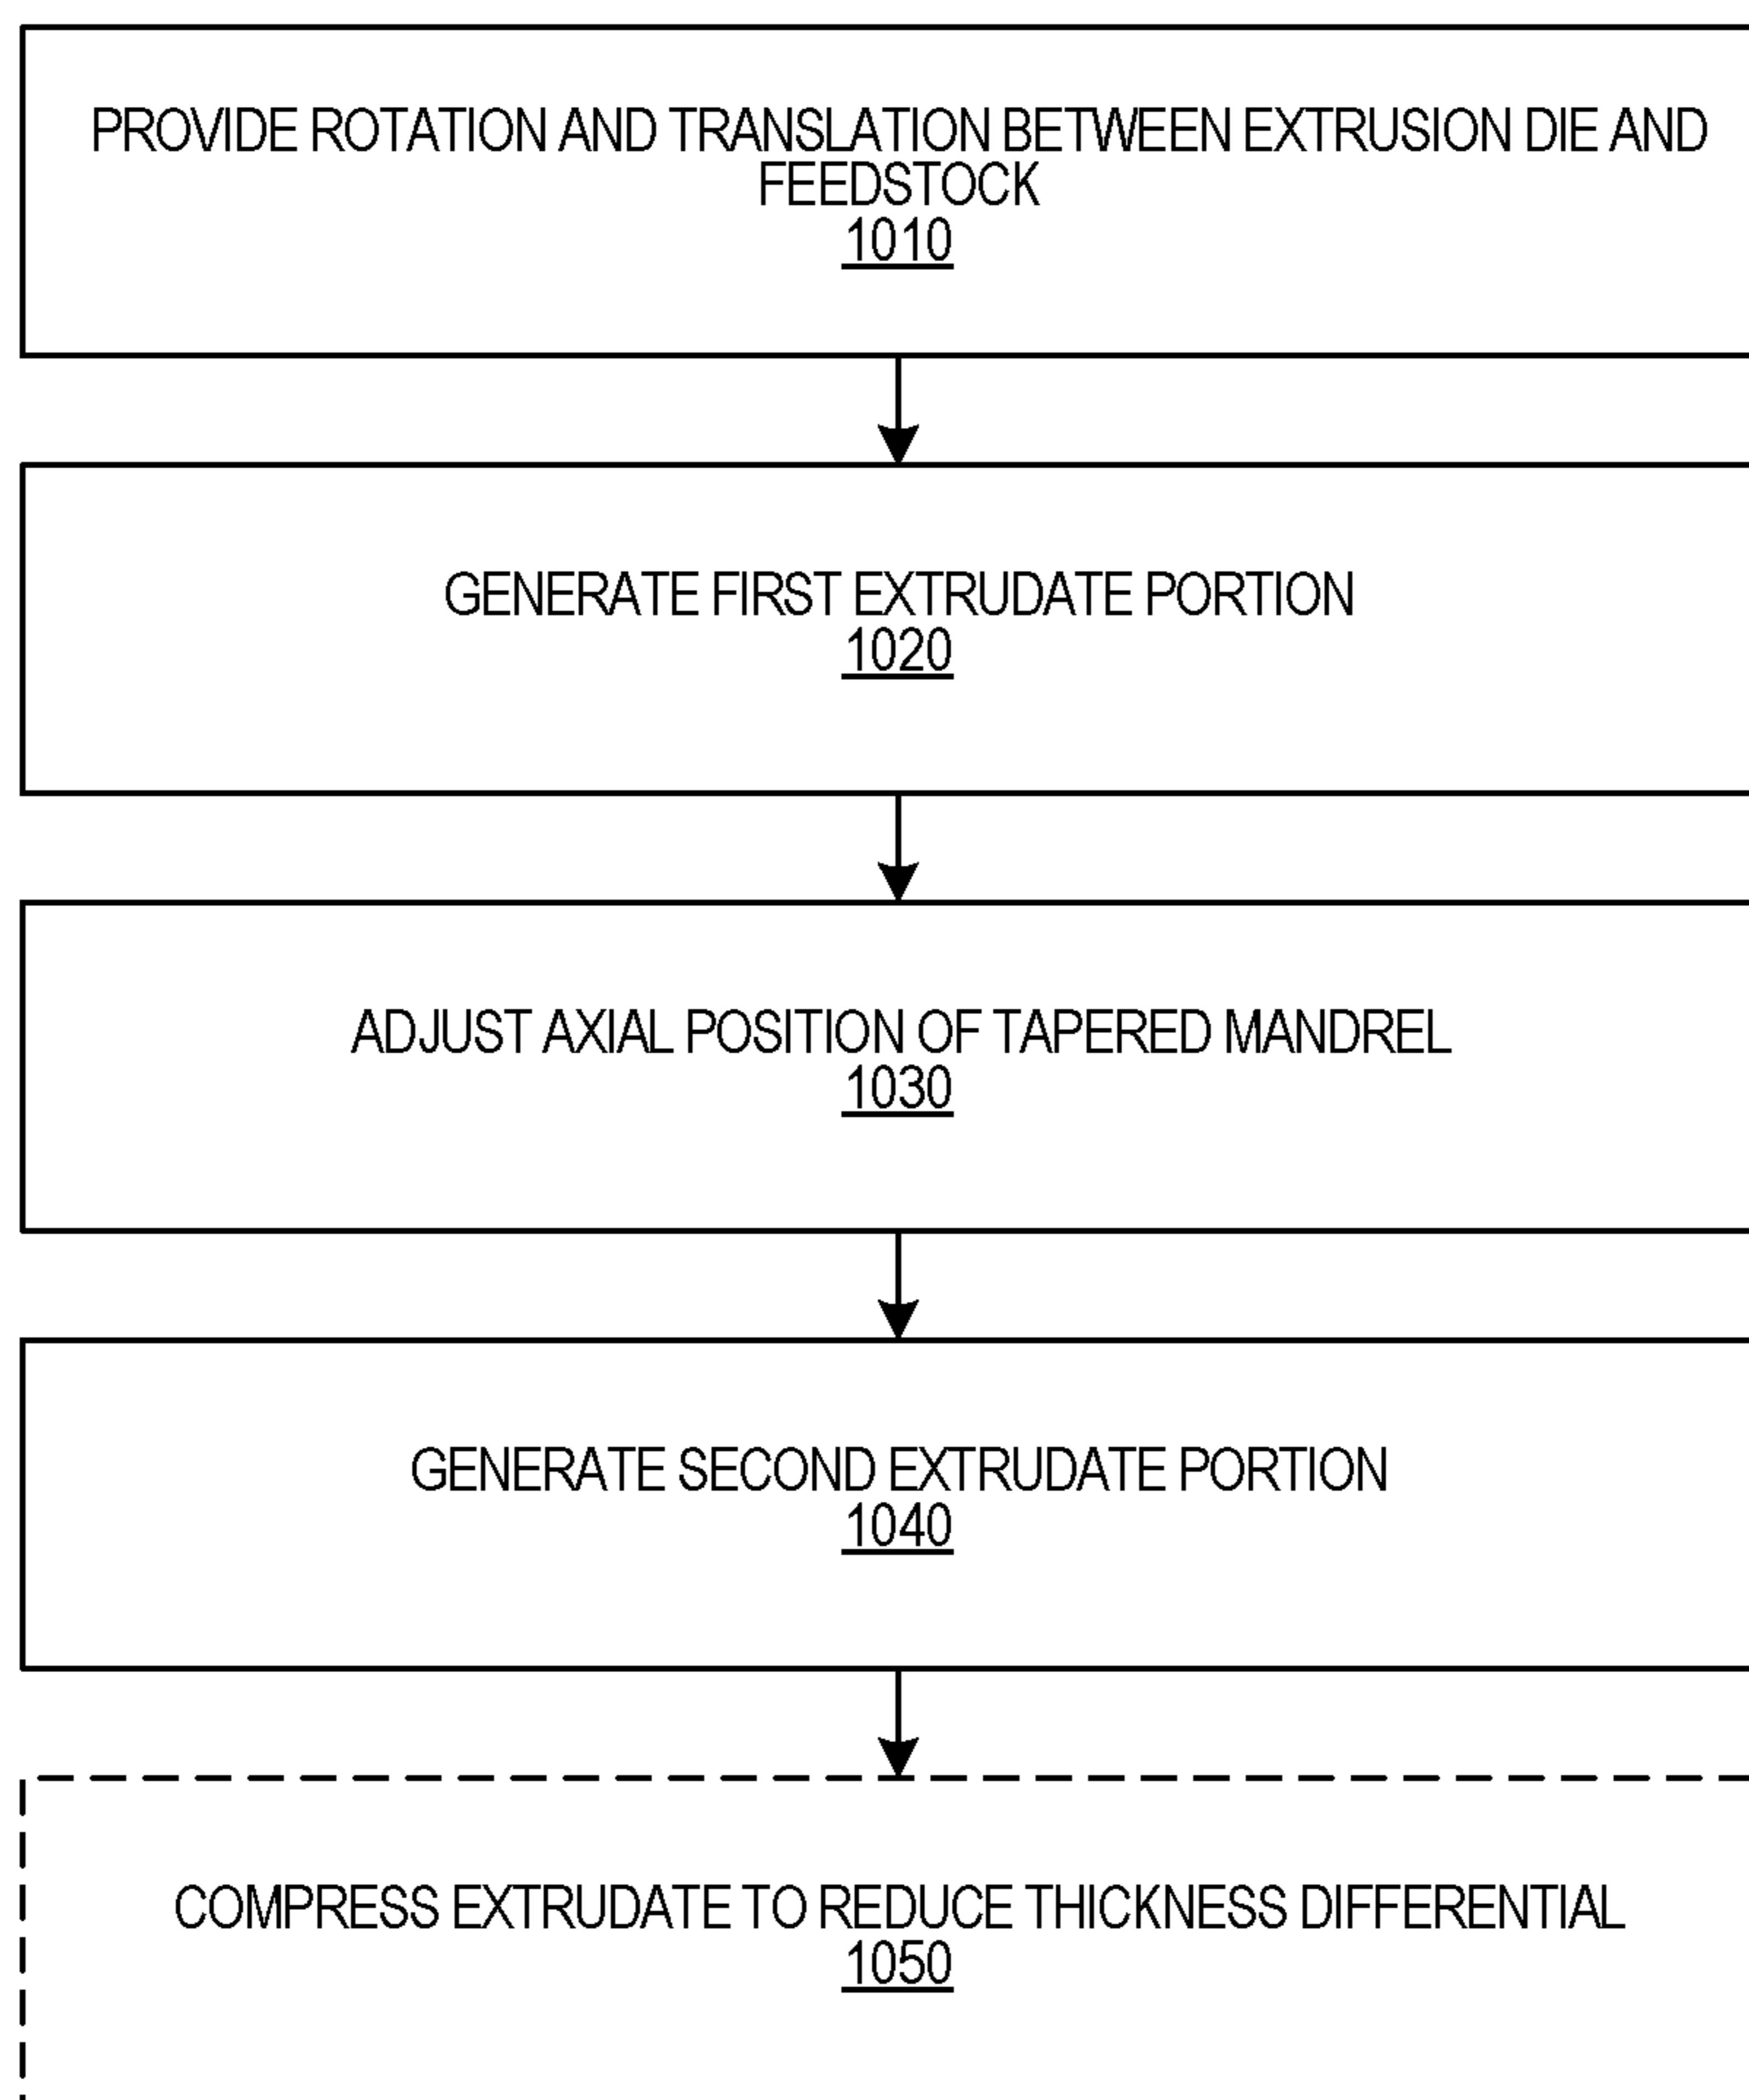 PROVIDE ROTATION AND TRANSLATION BETWEEN EXTRUSION DIE AND
FEEDSTOCK
1010
GENERATE FIRST EXTRUDATE PORTION
1020
ADJUST AXIAL POSITION OF TAPERED MANDREL
1030
GENERATE SECOND EXTRUDATE PORTION
1040
COMPRESS EXTRUDATE TO REDUCE THICKNESS DIFFERENTIAL
1050